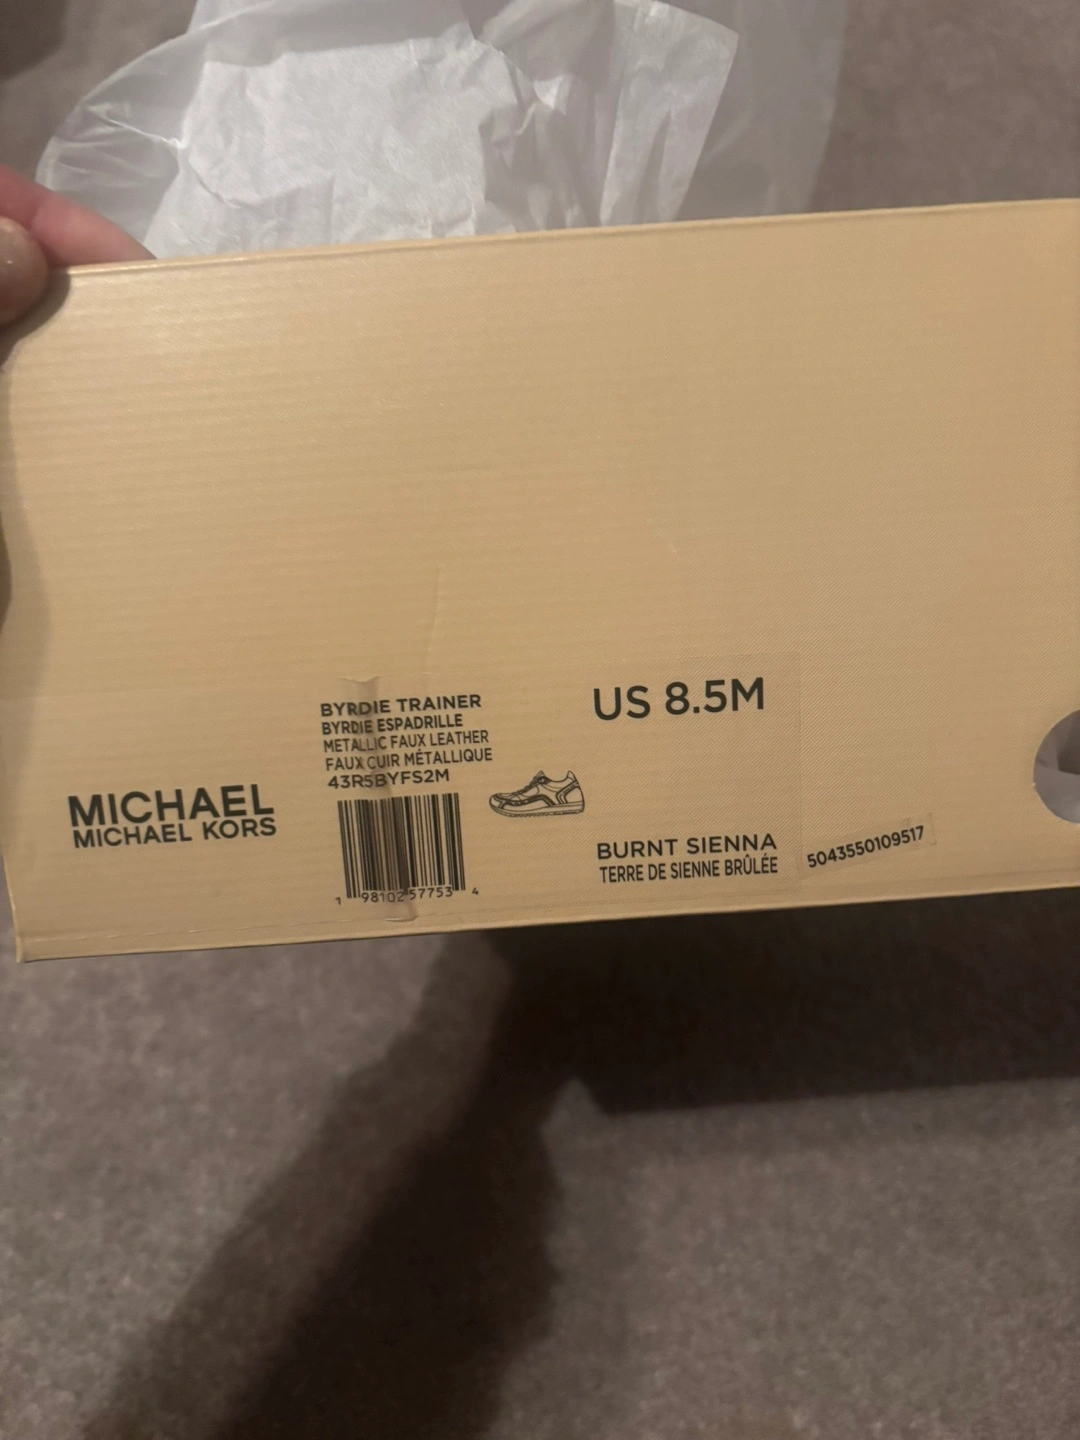 MICHAEL
MICHAEL KORS
BYRDIE TRAINER
BYRDIE ESPADRILLE
METALLIC FAUX LEATHER
FAUX CUIR MÉTALLIQUE
43R5BYFS2M
1 98102 57753 4
US 8.5M
BURNT SIENNA
TERRE DE SIENNE BRÛLÉE
5043550109517